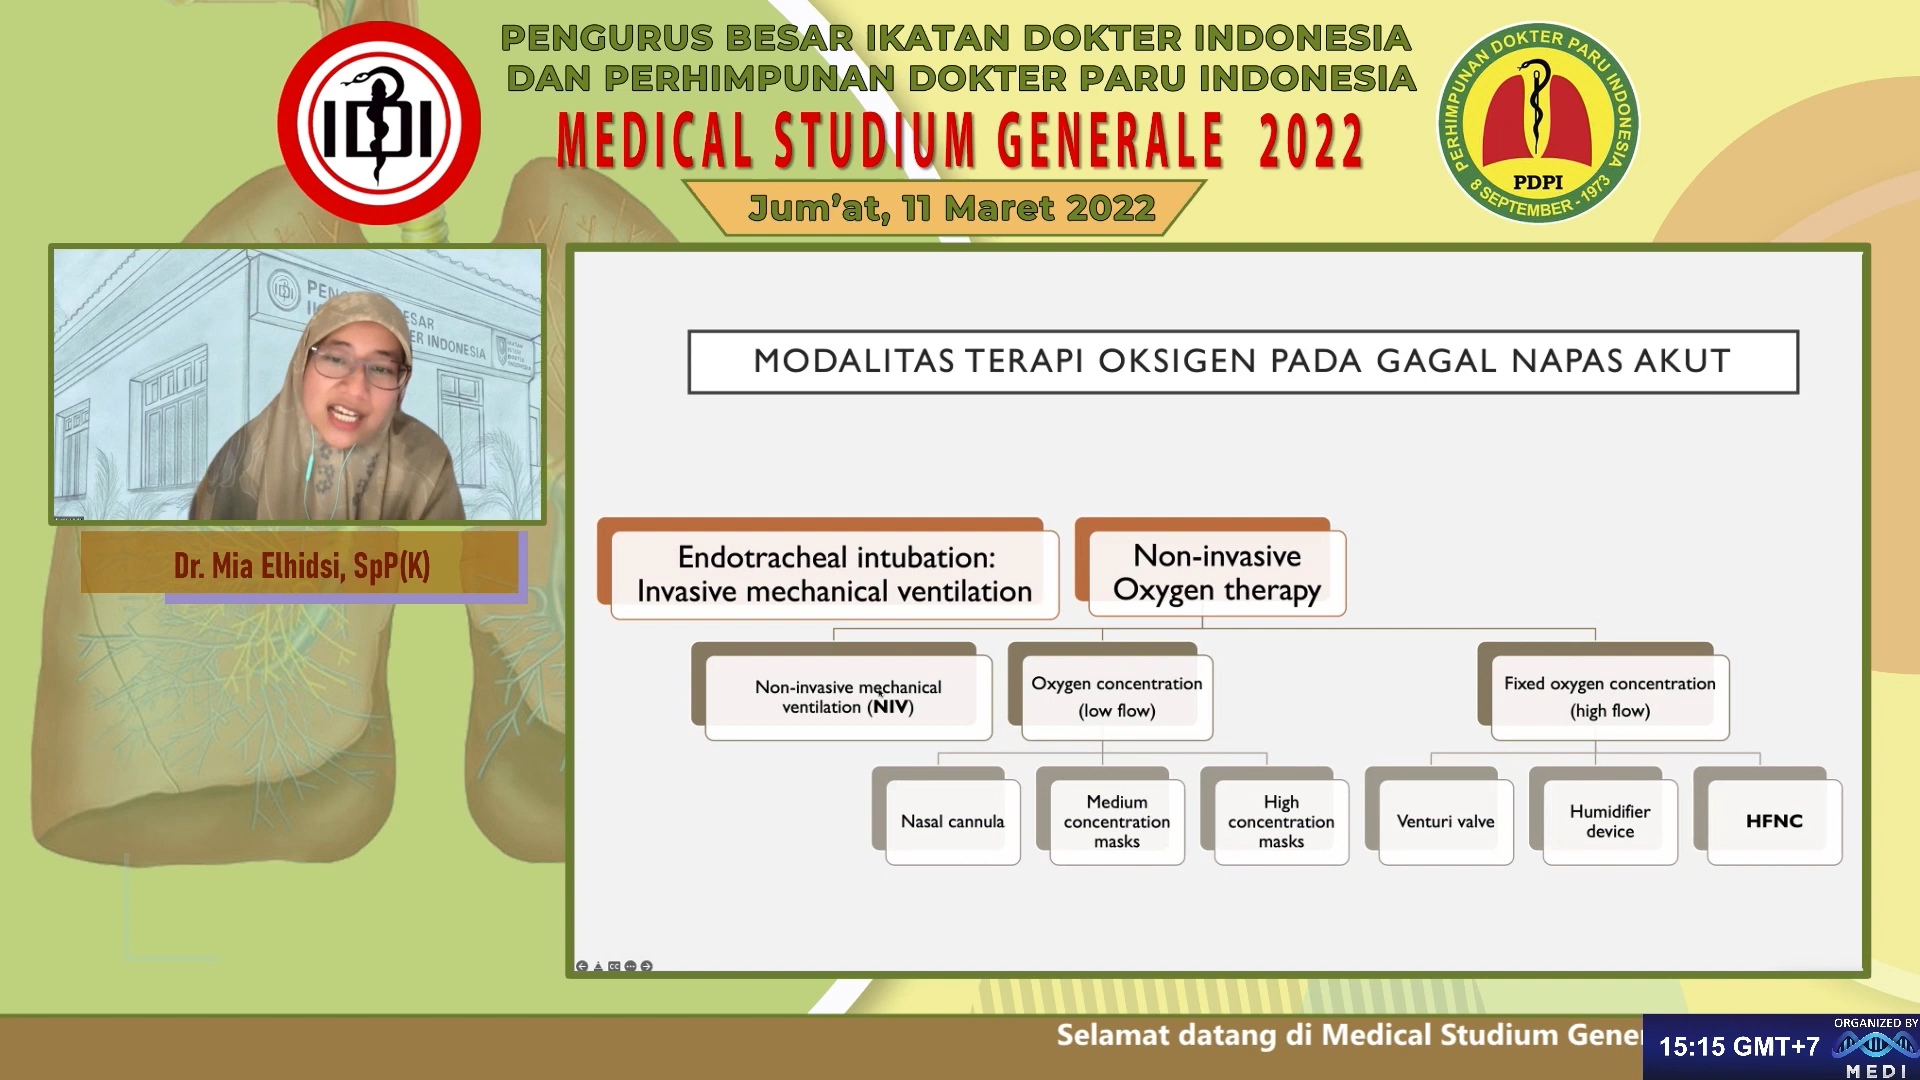 PENGURUS BESAR IKATAN DOKTER INDONESIA
DAN PERHIMPUNAN DOKTER PARU INDONESIA
MEDICAL STUDIUM GENERALE 2022
Jum'at, 11 Maret 2022
IDI
PERHIMPUNAN DOKTER PARU INDONESIA
PDPI
8 SEPTEMBER - 1973
ESAR
ER INDONESIA
Dr. Mia Elhidsi, SpP(K)
MODALITAS TERAPI OKSIGEN PADA GAGAL NAPAS AKUT
Endotracheal intubation:
Invasive mechanical ventilation
Non-invasive
Oxygen therapy
Non-invasive mechanical
ventilation (NIV)
Oxygen concentration
(low flow)
Fixed oxygen concentration
(high flow)
Nasal cannula
Medium
concentration
masks
High
concentration
masks
Venturi valve
Humidifier
device
HFNC
Selamat datang di Medical Studium Gene
15:15 GMT+7
ORGANIZED BY
MEDI